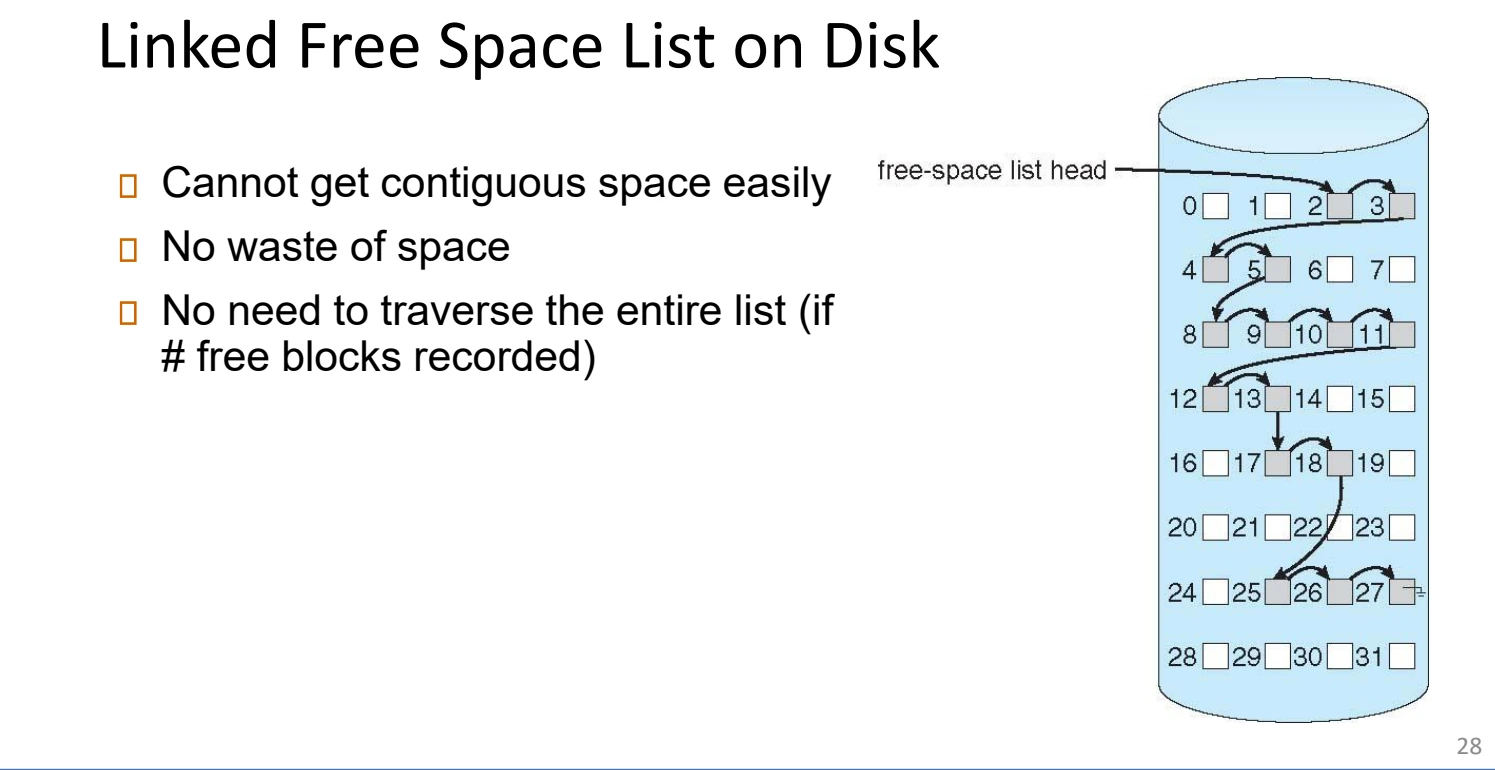 Linked Free Space List on Disk
Cannot get contiguous space easily
No waste of space
No need to traverse the entire list (if
# free blocks recorded)
free-space list head
0 1 2 3
4 5 6 7
8 9 10 11
12 13 14 15
16 17 18 19
20 21 22 23
24 25 26 27
28 29 30 31
28